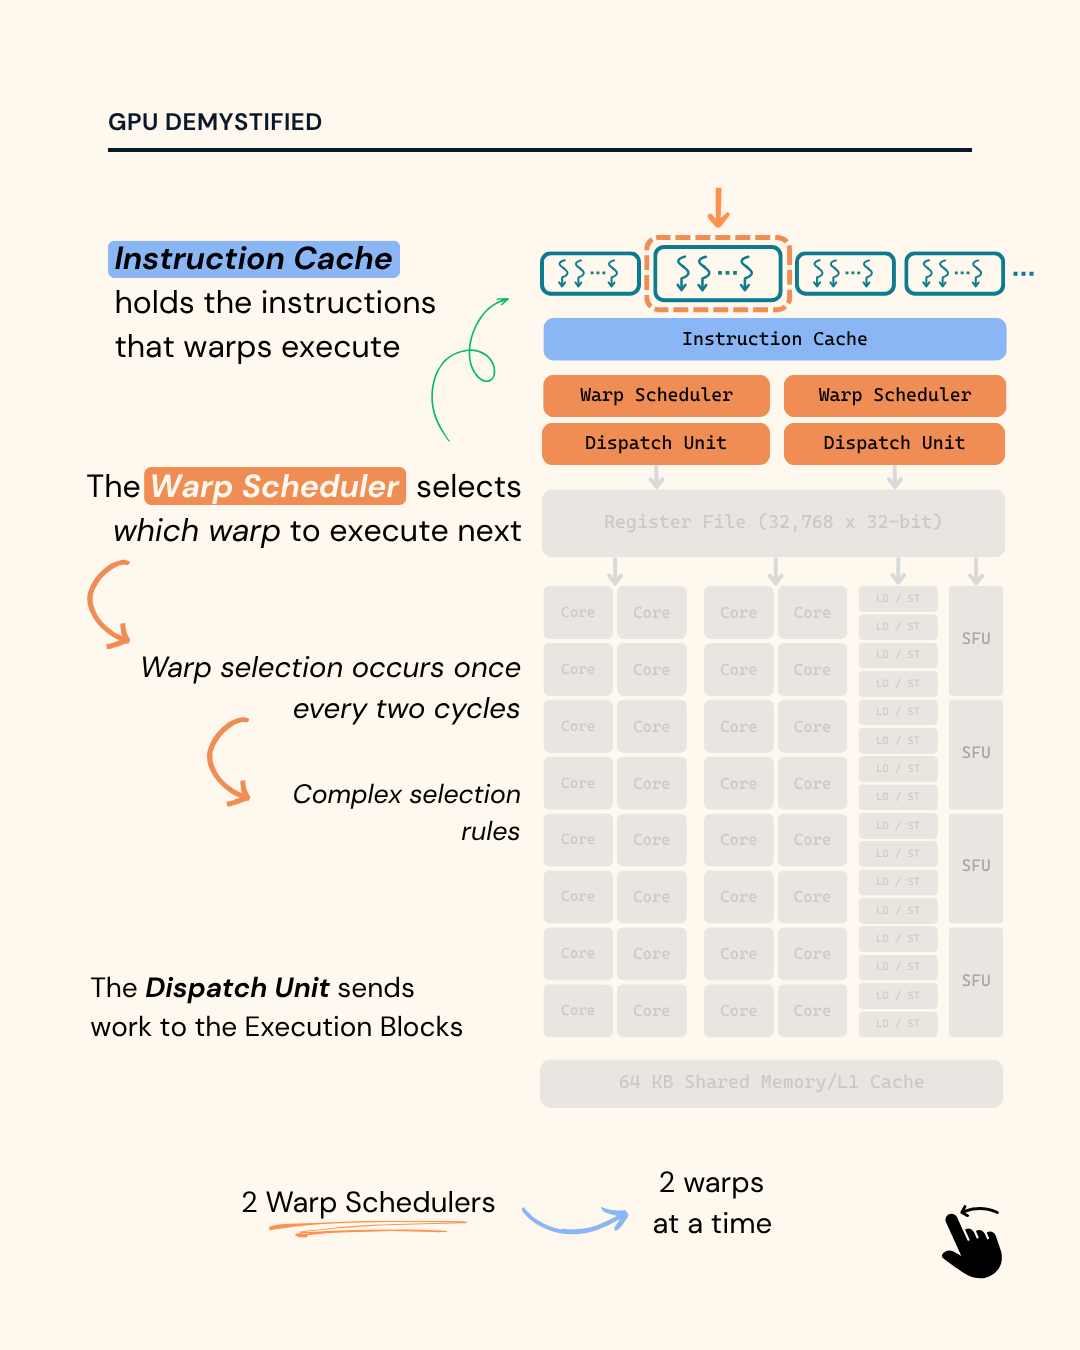 GPU DEMYSTIFIED
Instruction Cache
holds the instructions
that warps execute
The Warp Scheduler selects
which warp to execute next
Warp selection occurs once
every two cycles
Complex selection
rules
The Dispatch Unit sends
work to the Execution Blocks
Instruction Cache
Warp Scheduler Warp Scheduler
Dispatch Unit Dispatch Unit
Register File (32,768 x 32-bit)
Core Core Core Core LD / ST
LD / ST
SFU
Core Core Core Core LD / ST
LD / ST
Core Core Core Core LD / ST
LD / ST
SFU
Core Core Core Core LD / ST
LD / ST
Core Core Core Core LD / ST
LD / ST
SFU
Core Core Core Core LD / ST
LD / ST
Core Core Core Core LD / ST
LD / ST
SFU
Core Core Core Core LD / ST
LD / ST
64 KB Shared Memory/L1 Cache
2 Warp Schedulers
2 warps
at a time